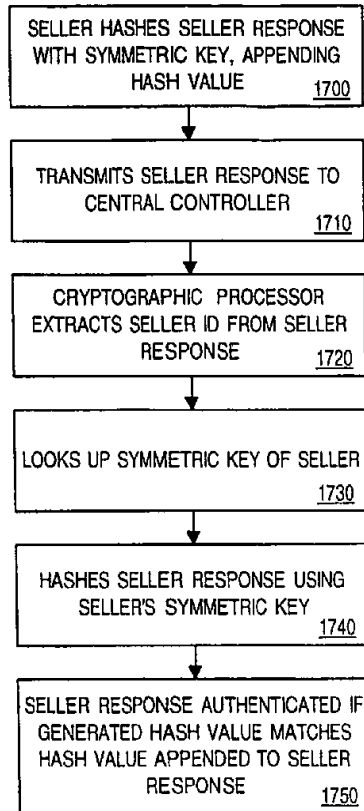 SELLER HASHES SELLER RESPONSE
WITH SYMMETRIC KEY, APPENDING
HASH VALUE
1700
TRANSMITS SELLER RESPONSE TO
CENTRAL CONTROLLER
1710
CRYPTOGRAPHIC PROCESSOR
EXTRACTS SELLER ID FROM SELLER
RESPONSE
1720
LOOKS UP SYMMETRIC KEY OF SELLER
1730
HASHES SELLER RESPONSE USING
SELLER'S SYMMETRIC KEY
1740
SELLER RESPONSE AUTHENTICATED IF
GENERATED HASH VALUE MATCHES
HASH VALUE APPENDED TO SELLER
RESPONSE
1750